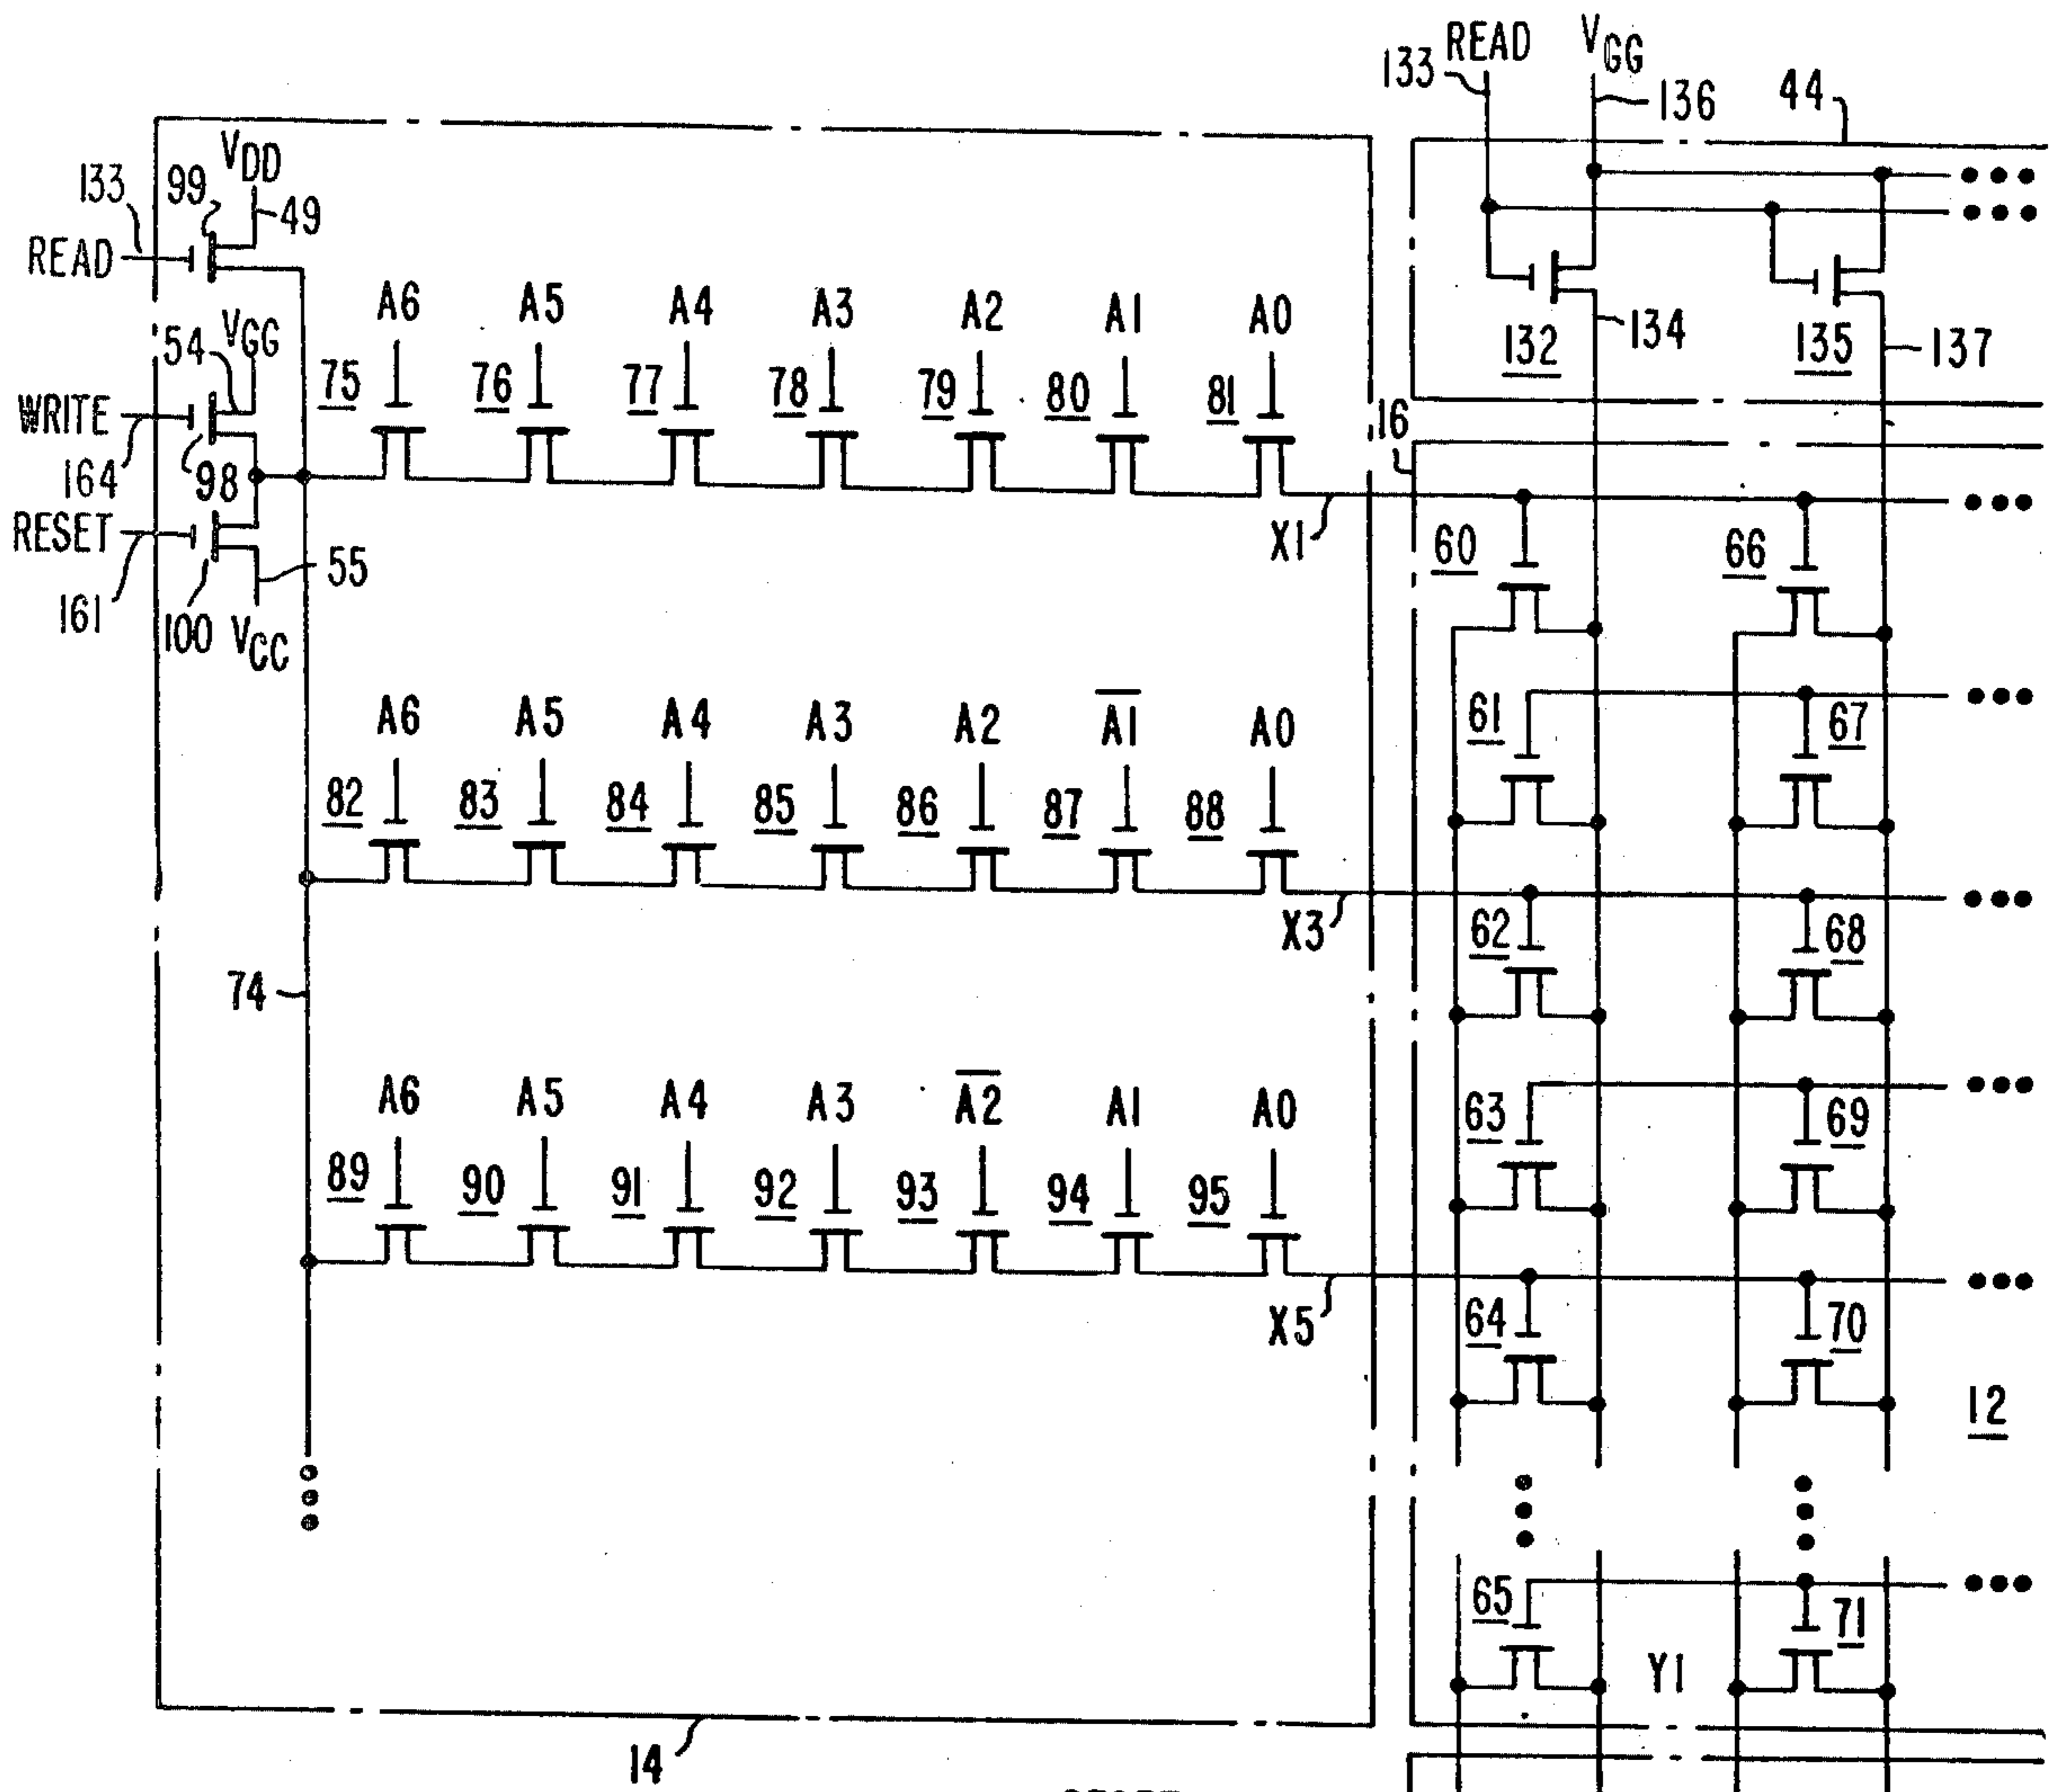 READ VGG
133 136 44
VDD
133 99 49
READ
A6 A5 A4 A3 A2 A1 A0
132 134 135 137
54 VGG
75 76 77 78 79 80 81 16
WRITE
164 98
RESET
X1
60 66
55
161 100 VCC
A6 A5 A4 A3 A2 A̅1̅ A0
61 67
82 83 84 85 86 87 88
X3
62 68
74
A6 A5 A4 A3 A̅2̅ A1 A0
63 69
89 90 91 92 93 94 95
X5
64 70
12
65 Y1 71
14